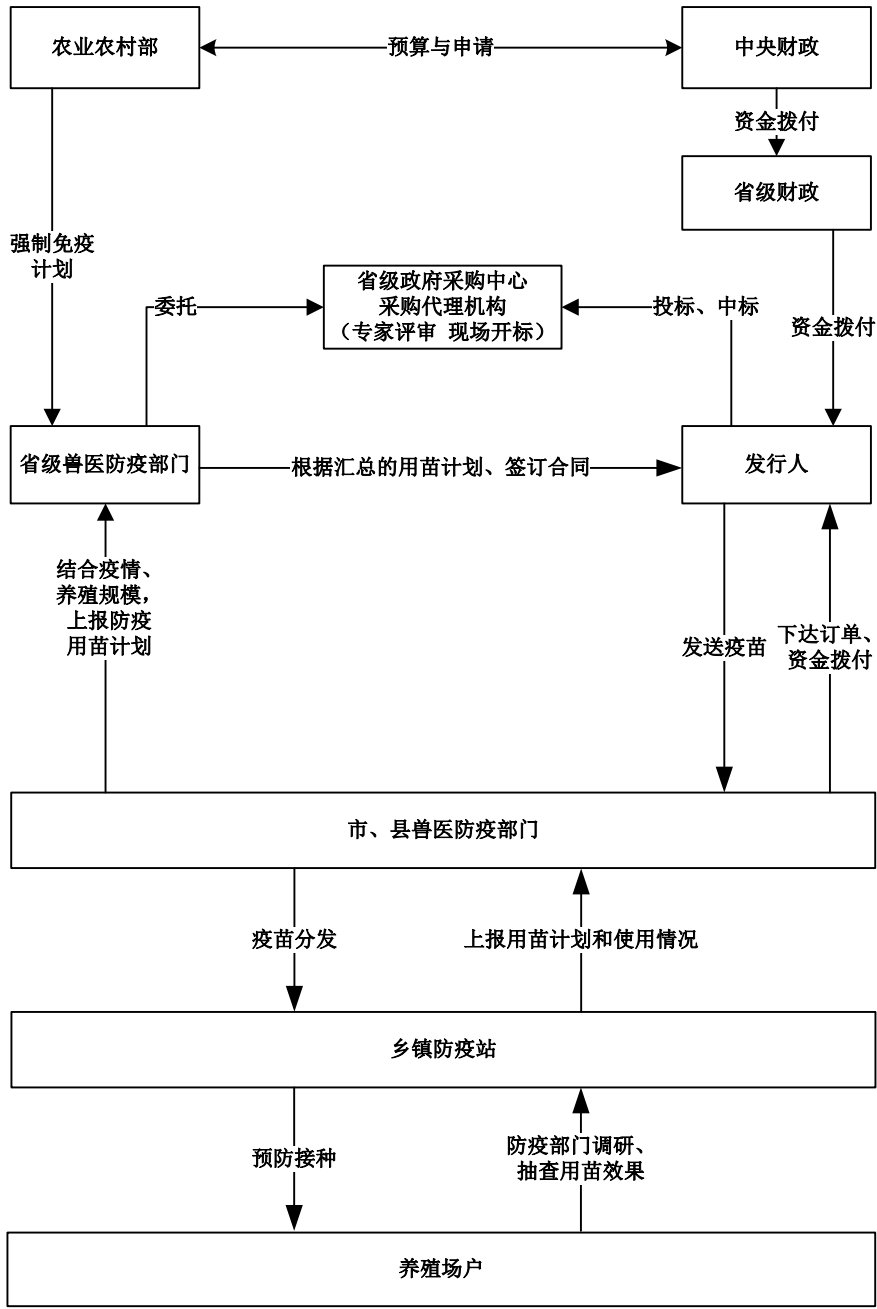 农业农村部
预算与申请
中央财政
资金拨付
省级财政
强制免疫
计划
省级政府采购中心
采购代理机构
（专家评审 现场开标）
委托
投标、中标
资金拨付
省级兽医防疫部门
根据汇总的用苗计划、签订合同
发行人
结合疫情、
养殖规模，
上报防疫
用苗计划
发送疫苗
下达订单、
资金拨付
市、县兽医防疫部门
疫苗分发
上报用苗计划和使用情况
乡镇防疫站
预防接种
防疫部门调研、
抽查用苗效果
养殖场户